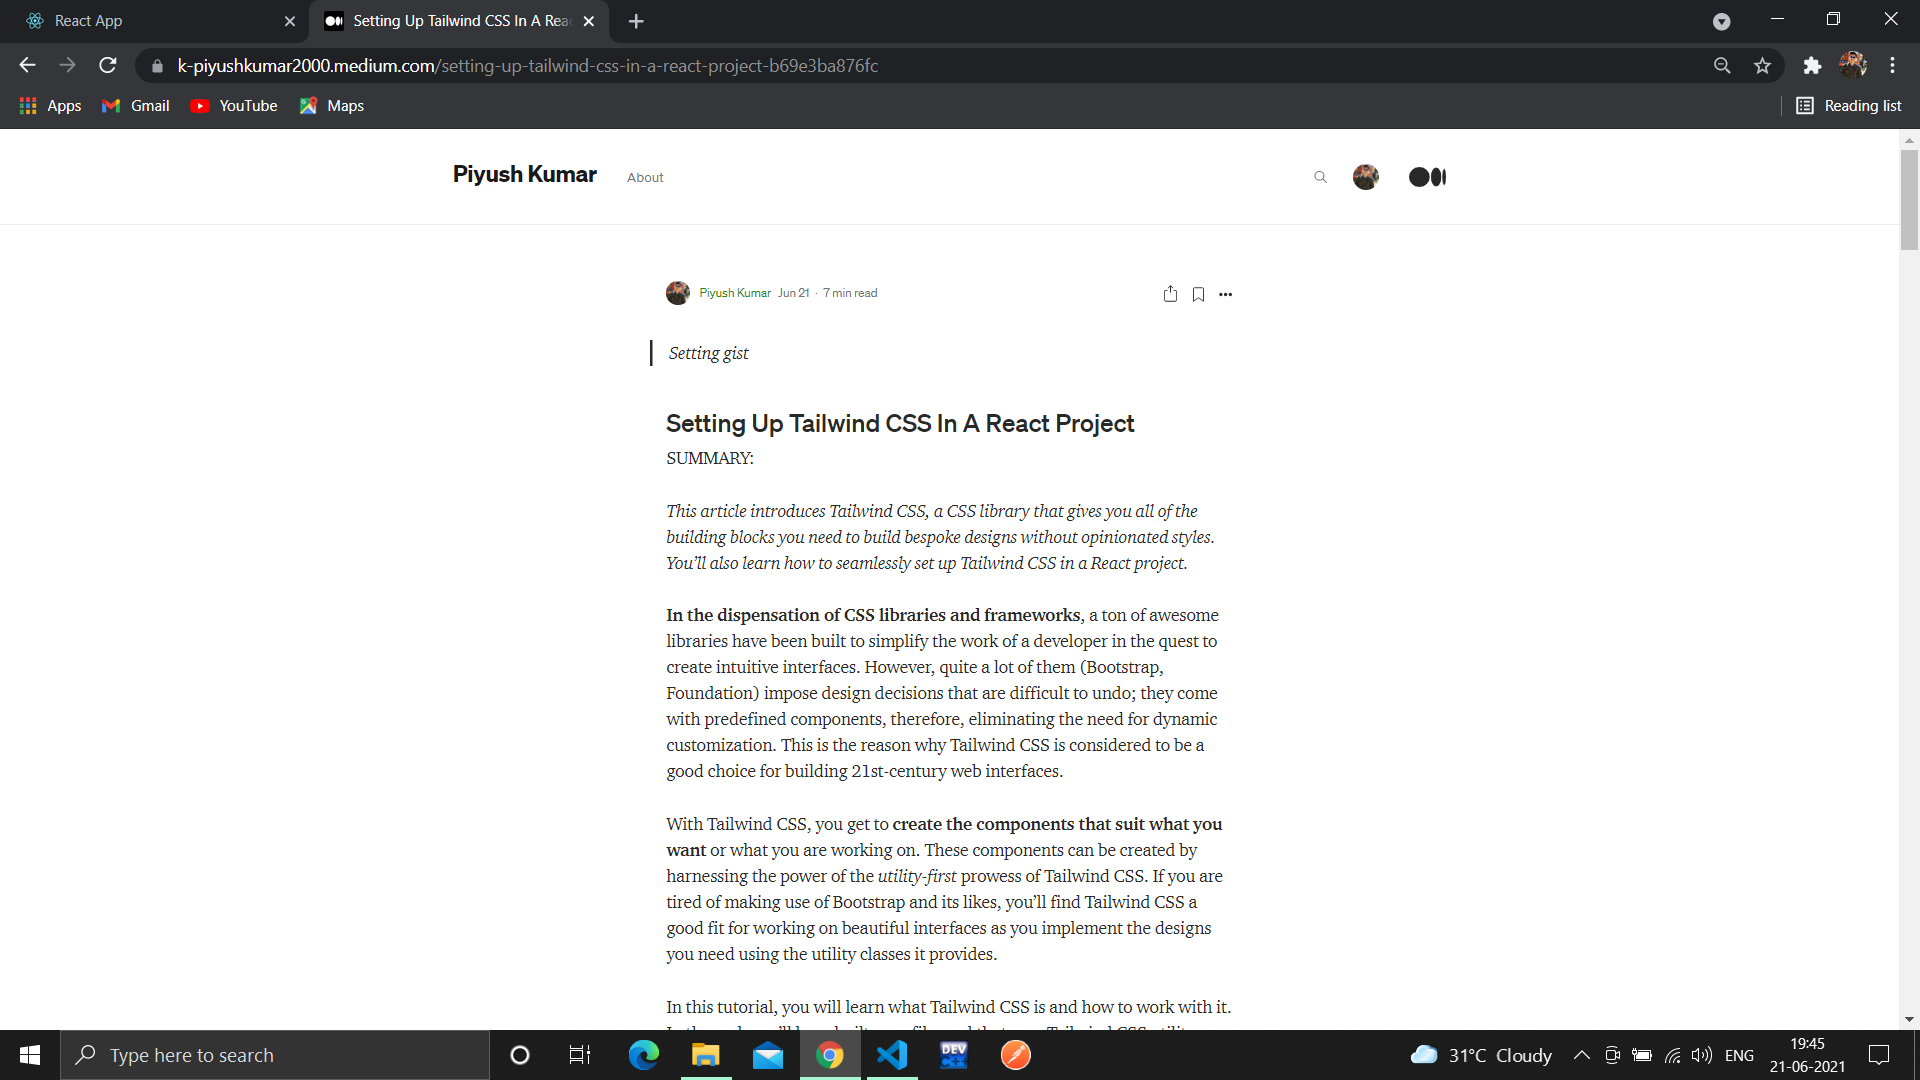 React App
Setting Up Tailwind CSS In A Rea
k-piyushkumar2000.medium.com/setting-up-tailwind-css-in-a-react-project-b69e3ba876fc
Apps Gmail YouTube Maps Reading list
Piyush Kumar About
Piyush Kumar Jun 21 · 7 min read
Setting gist
Setting Up Tailwind CSS In A React Project
SUMMARY:
This article introduces Tailwind CSS, a CSS library that gives you all of the
building blocks you need to build bespoke designs without opinionated styles.
You’ll also learn how to seamlessly set up Tailwind CSS in a React project.
In the dispensation of CSS libraries and frameworks, a ton of awesome
libraries have been built to simplify the work of a developer in the quest to
create intuitive interfaces. However, quite a lot of them (Bootstrap,
Foundation) impose design decisions that are difficult to undo; they come
with predefined components, therefore, eliminating the need for dynamic
customization. This is the reason why Tailwind CSS is considered to be a
good choice for building 21st-century web interfaces.
With Tailwind CSS, you get to create the components that suit what you
want or what you are working on. These components can be created by
harnessing the power of the utility-first prowess of Tailwind CSS. If you are
tired of making use of Bootstrap and its likes, you’ll find Tailwind CSS a
good fit for working on beautiful interfaces as you implement the designs
you need using the utility classes it provides.
In this tutorial, you will learn what Tailwind CSS is and how to work with it.
Type here to search
DEV
31°C Cloudy
ENG
19:45
21-06-2021